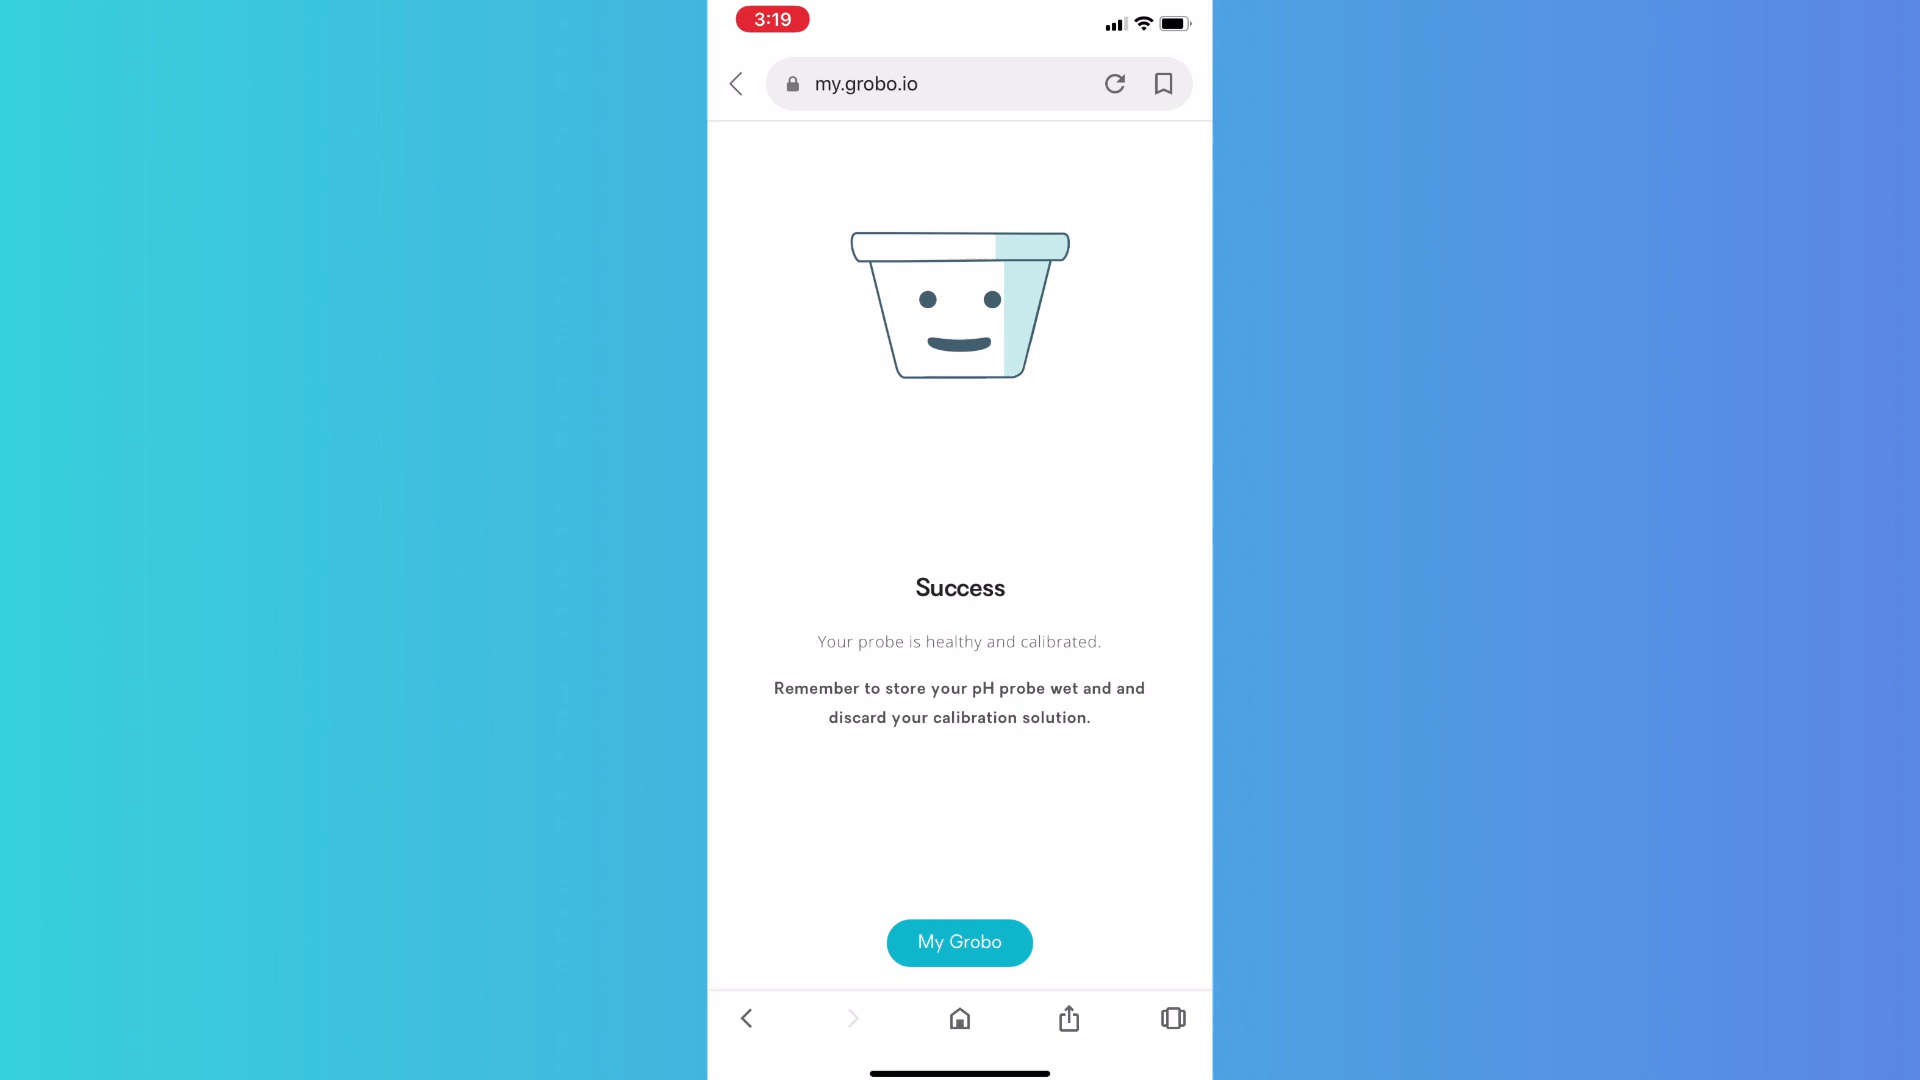 3:19
my.grobo.io
Success
Your probe is healthy and calibrated.
Remember to store your pH probe wet and and
discard your calibration solution.
My Grobo